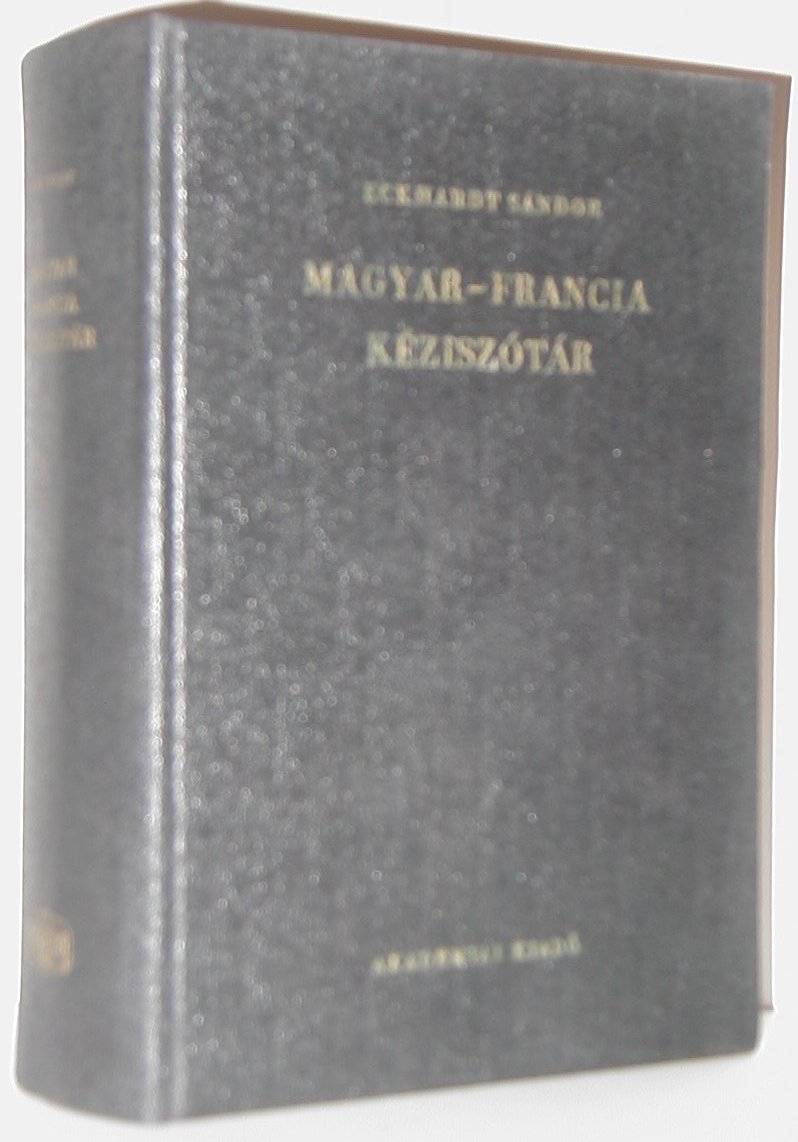 ECKHARDT SÁNDOR
MAGYAR-FRANCIA
KÉZISZÓTÁR
AKADÉMIAI KIADÓ